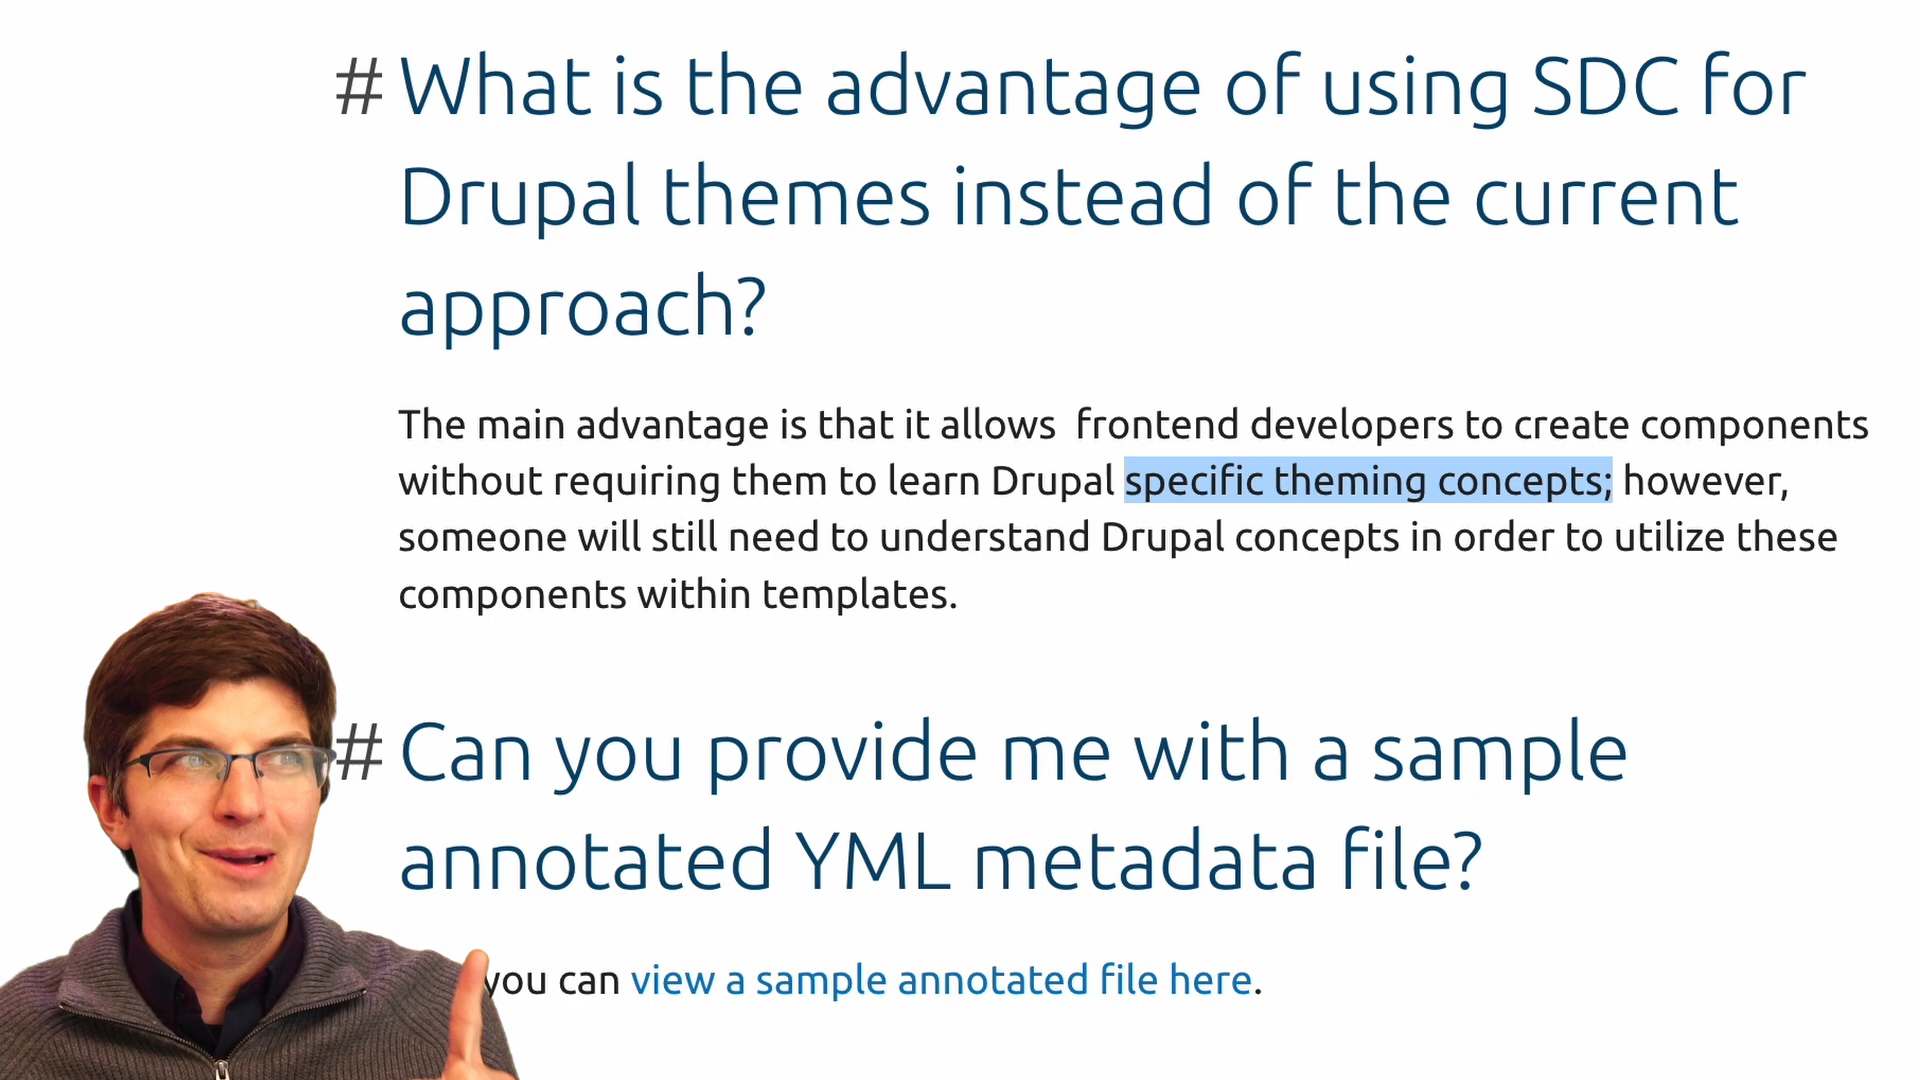 # What is the advantage of using SDC for
Drupal themes instead of the current
approach?
The main advantage is that it allows  frontend developers to create components
without requiring them to learn Drupal specific theming concepts; however,
someone will still need to understand Drupal concepts in order to utilize these
components within templates.
# Can you provide me with a sample
annotated YML metadata file?
you can view a sample annotated file here.